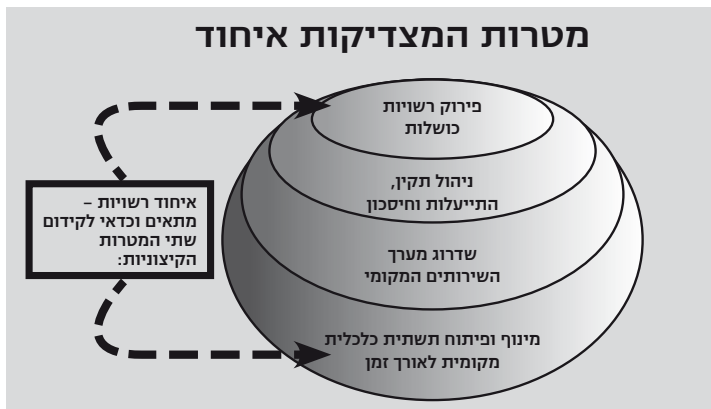 מטרות המצדיקות איחוד
פירוק רשויות
כושלות
ניהול תקין,
התייעלות וחיסכון
שדרוג מערך
השירותים המקומי
מינוף ופיתוח תשתית כלכלית
מקומית לאורך זמן
איחוד רשויות –
מתאים וכדאי לקידום
שתי המטרות
הקיצוניות: